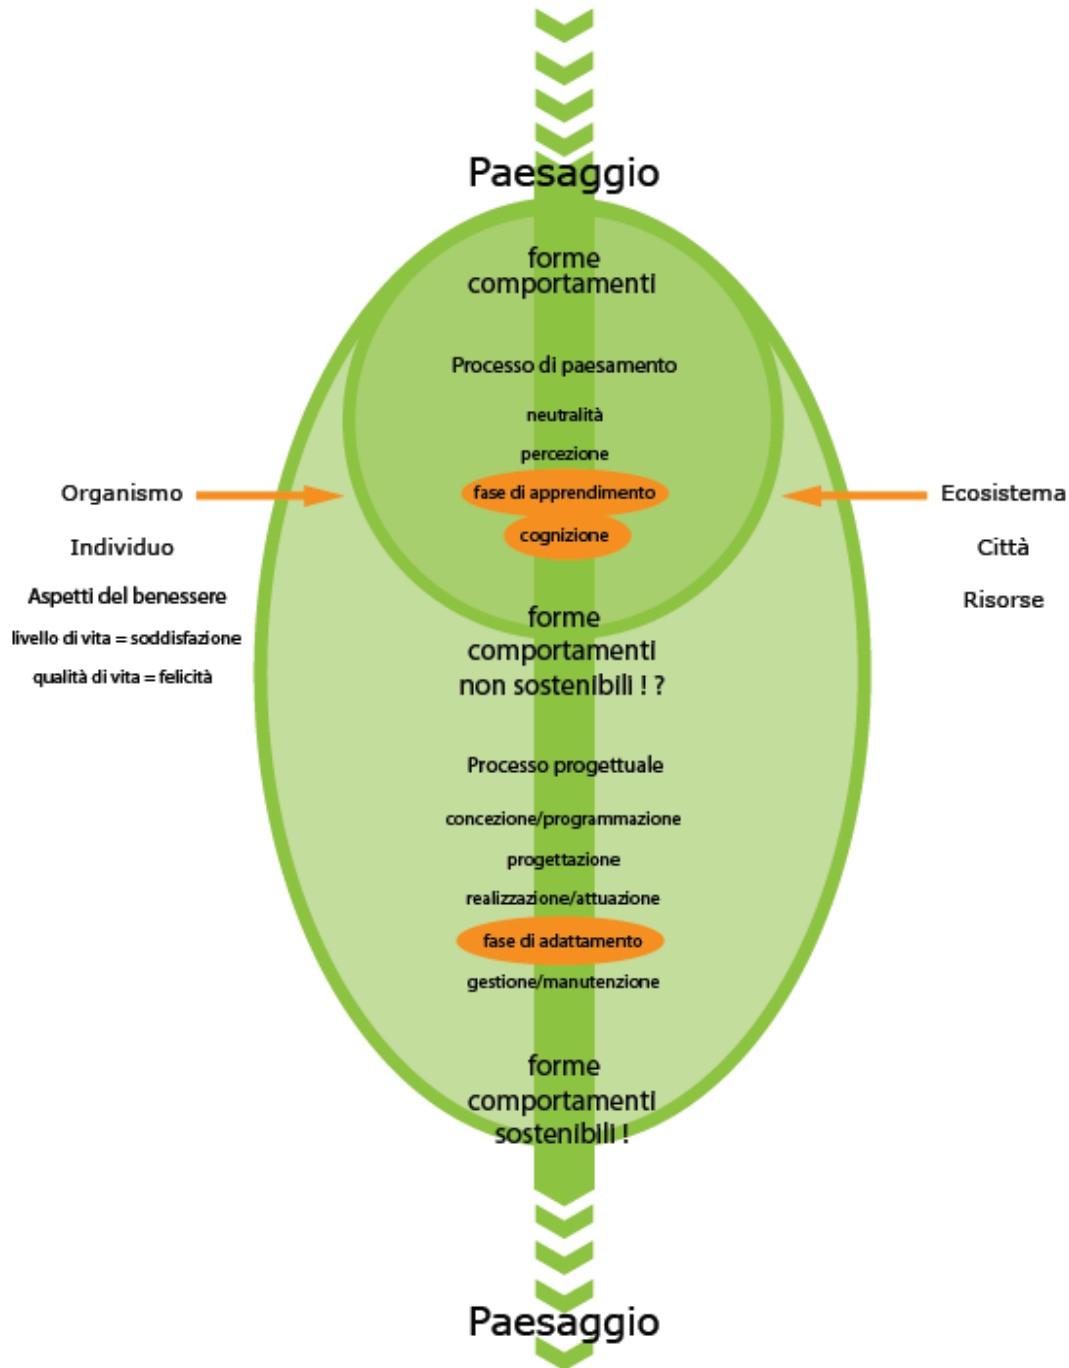 Paesaggio
forme
comportamenti
Processo di paesamento
neutralità
percezione
fase di apprendimento
cognizione
Organismo
Individuo
Aspetti del benessere
livello di vita = soddisfazione
qualità di vita = felicità
Ecosistema
Città
Risorse
forme
comportamenti
non sostenibili ! ?
Processo progettuale
concezione/programmazione
progettazione
realizzazione/attuazione
fase di adattamento
gestione/manutenzione
forme
comportamenti
sostenibili !
Paesaggio